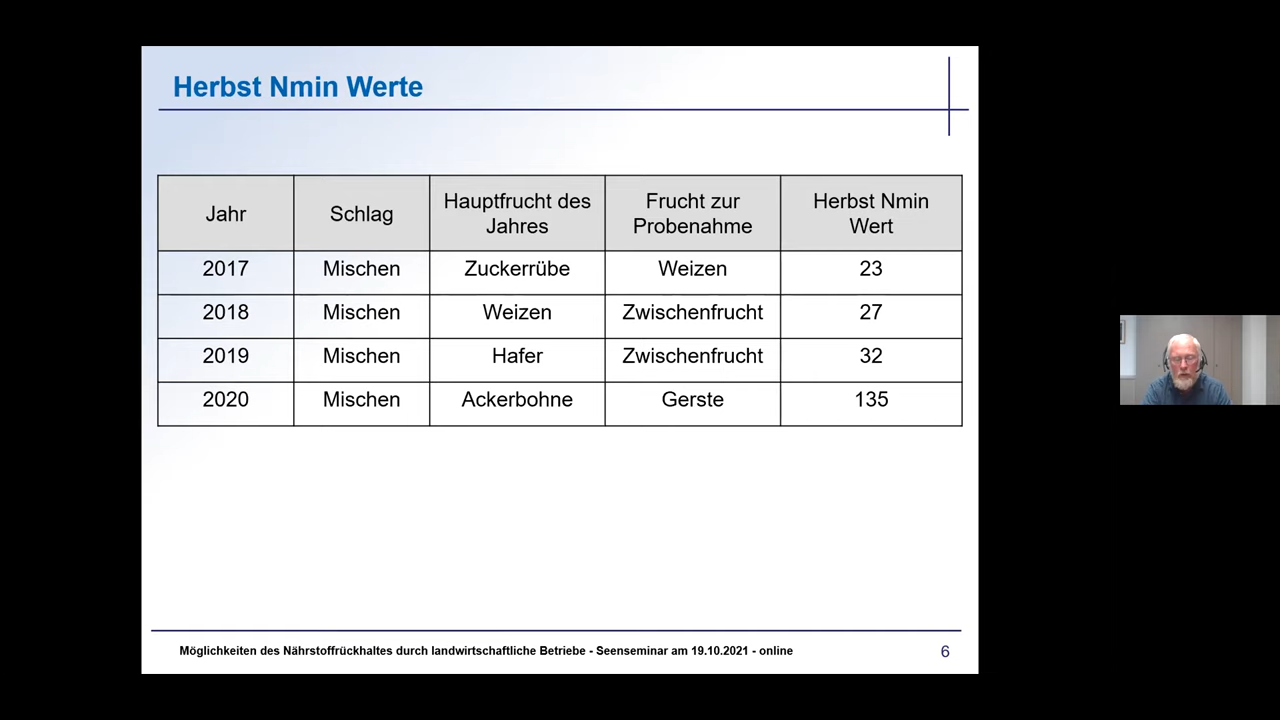 Herbst Nmin Werte
Jahr
Schlag
Hauptfrucht des
Jahres
Frucht zur
Probenahme
Herbst Nmin
Wert
2017 Mischen Zuckerrübe Weizen 23
2018 Mischen Weizen Zwischenfrucht 27
2019 Mischen Hafer Zwischenfrucht 32
2020 Mischen Ackerbohne Gerste 135
Möglichkeiten des Nährstoffrückhaltes durch landwirtschaftliche Betriebe - Seenseminar am 19.10.2021 - online
6